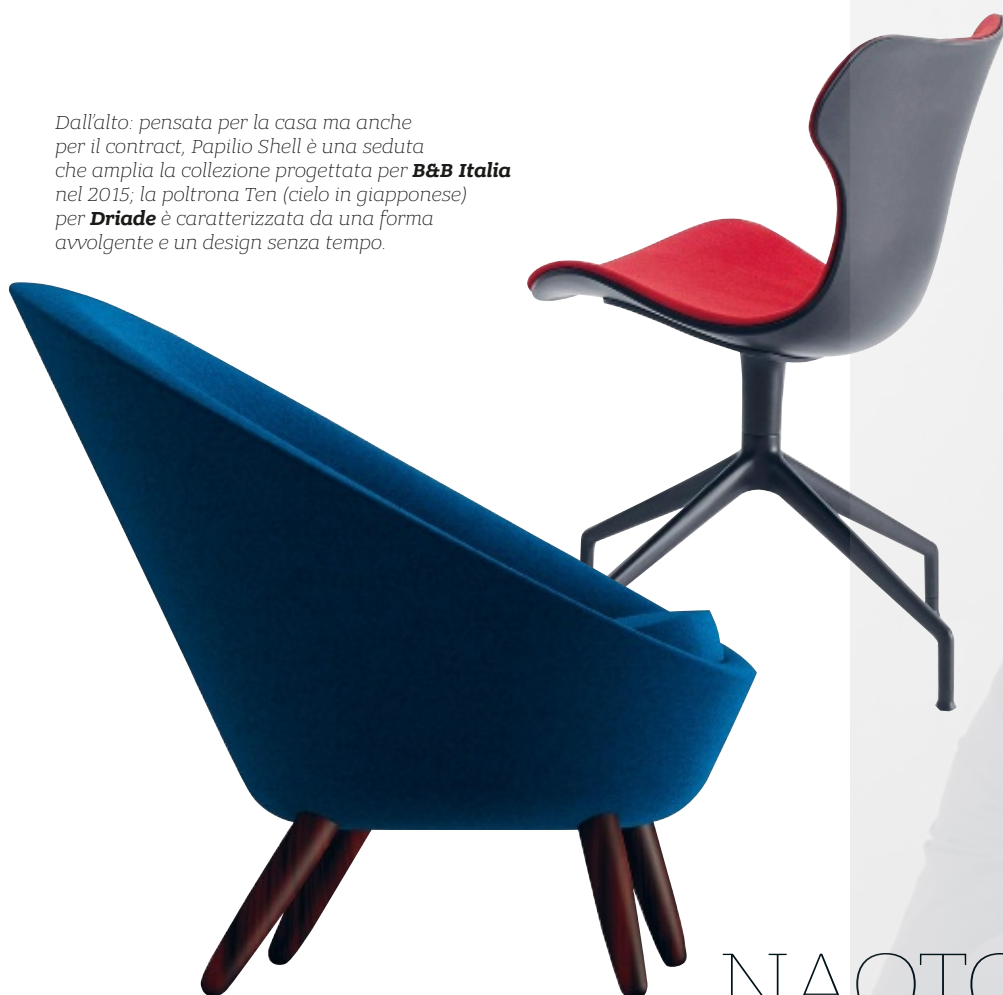 Dall'alto: pensata per la casa ma anche
per il contract, Papilio Shell è una seduta
che amplia la collezione progettata per B&B Italia
nel 2015; la poltrona Ten (cielo in giapponese)
per Driade è caratterizzata da una forma
avvolgente e un design senza tempo.
NAOTO